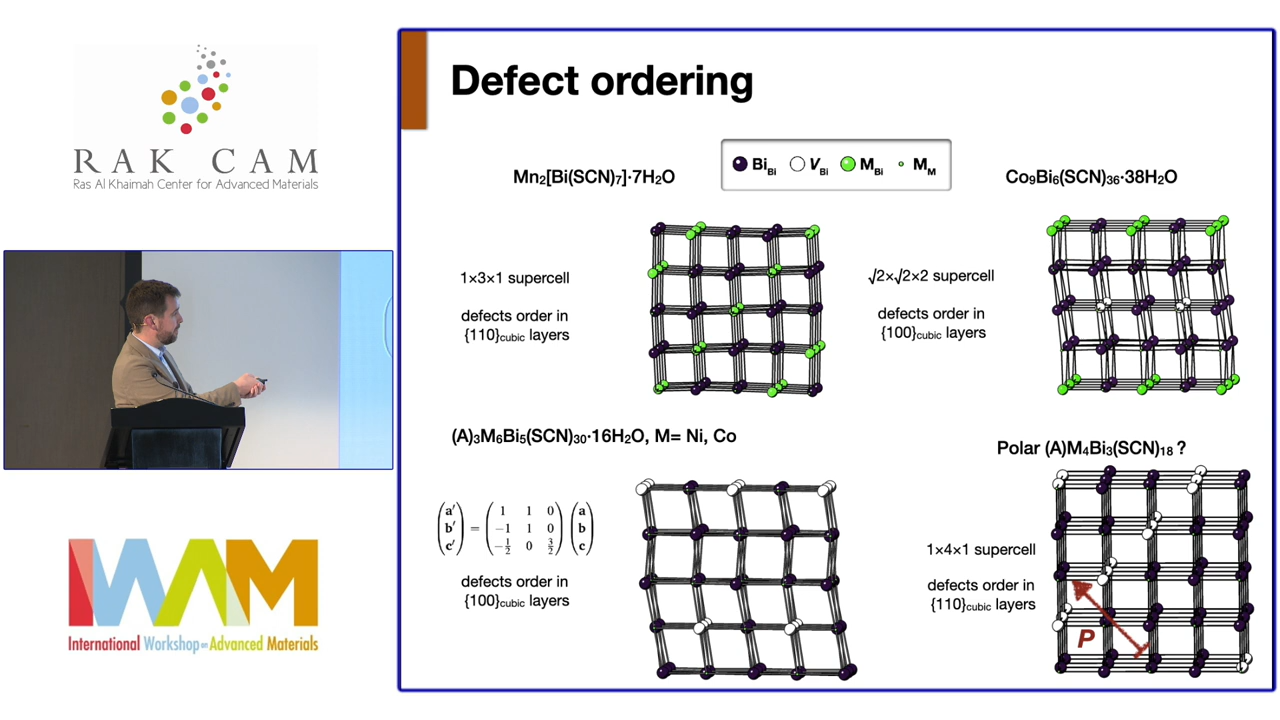 RAK CAM
Ras Al Khaimah Center for Advanced Materials
IWAM
International Workshop on Advanced Materials
Defect ordering
Bi_Bi V_Bi M_Bi M_M
Mn₂[Bi(SCN)₇]·7H₂O
1×3×1 supercell
defects order in
{110}cubic layers
Co₉Bi₆(SCN)₃₆·38H₂O
√2×√2×2 supercell
defects order in
{100}cubic layers
(A)₃M₆Bi₅(SCN)₃₀·16H₂O, M= Ni, Co
a′ 1 1 0 a
b′ = −1 1 0 b
c′ −1/2 0 3/2 c
defects order in
{100}cubic layers
Polar (A)M₄Bi₃(SCN)₁₈ ?
1×4×1 supercell
defects order in
{110}cubic layers
P